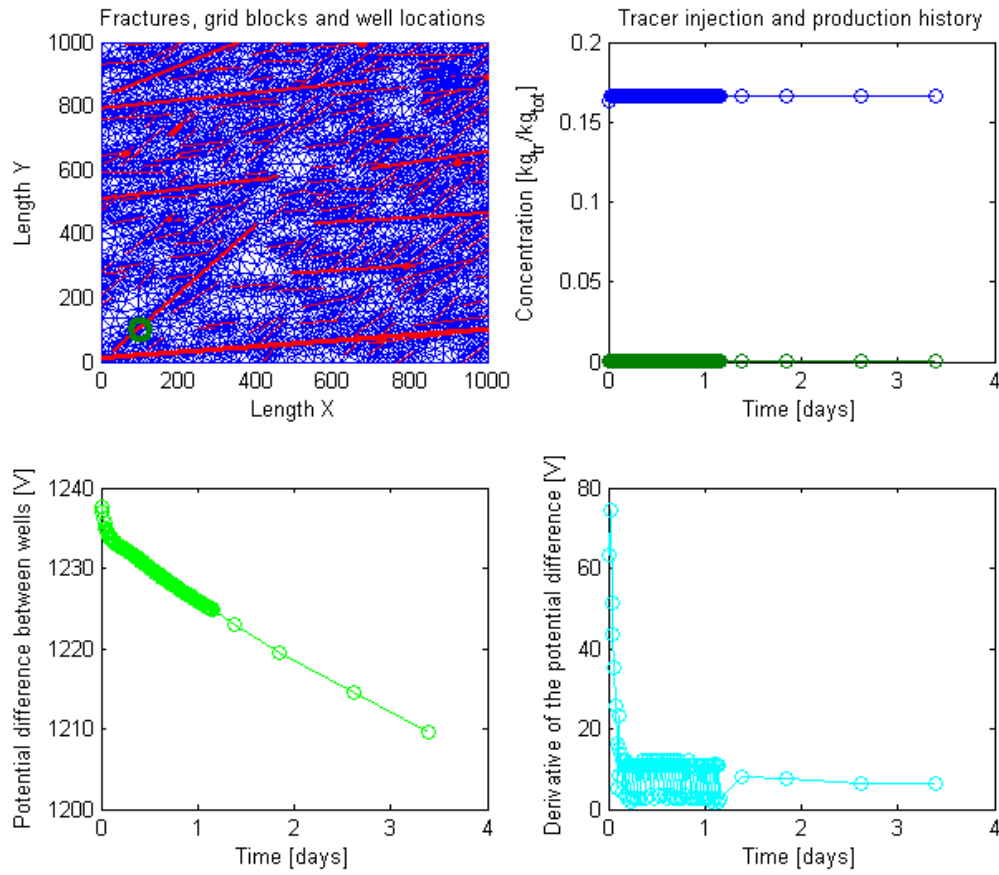 Fractures, grid blocks and well locations
1000
800
600
400
200
0
Length Y
0 200 400 600 800 1000
Length X
Tracer injection and production history
0.2
0.15
0.1
0.05
0
Concentration [kg_tr/kg_tot]
0 1 2 3 4
Time [days]
1240
1230
1220
1210
1200
Potential difference between wells [V]
0 1 2 3 4
Time [days]
80
60
40
20
0
Derivative of the potential difference [V]
0 1 2 3 4
Time [days]